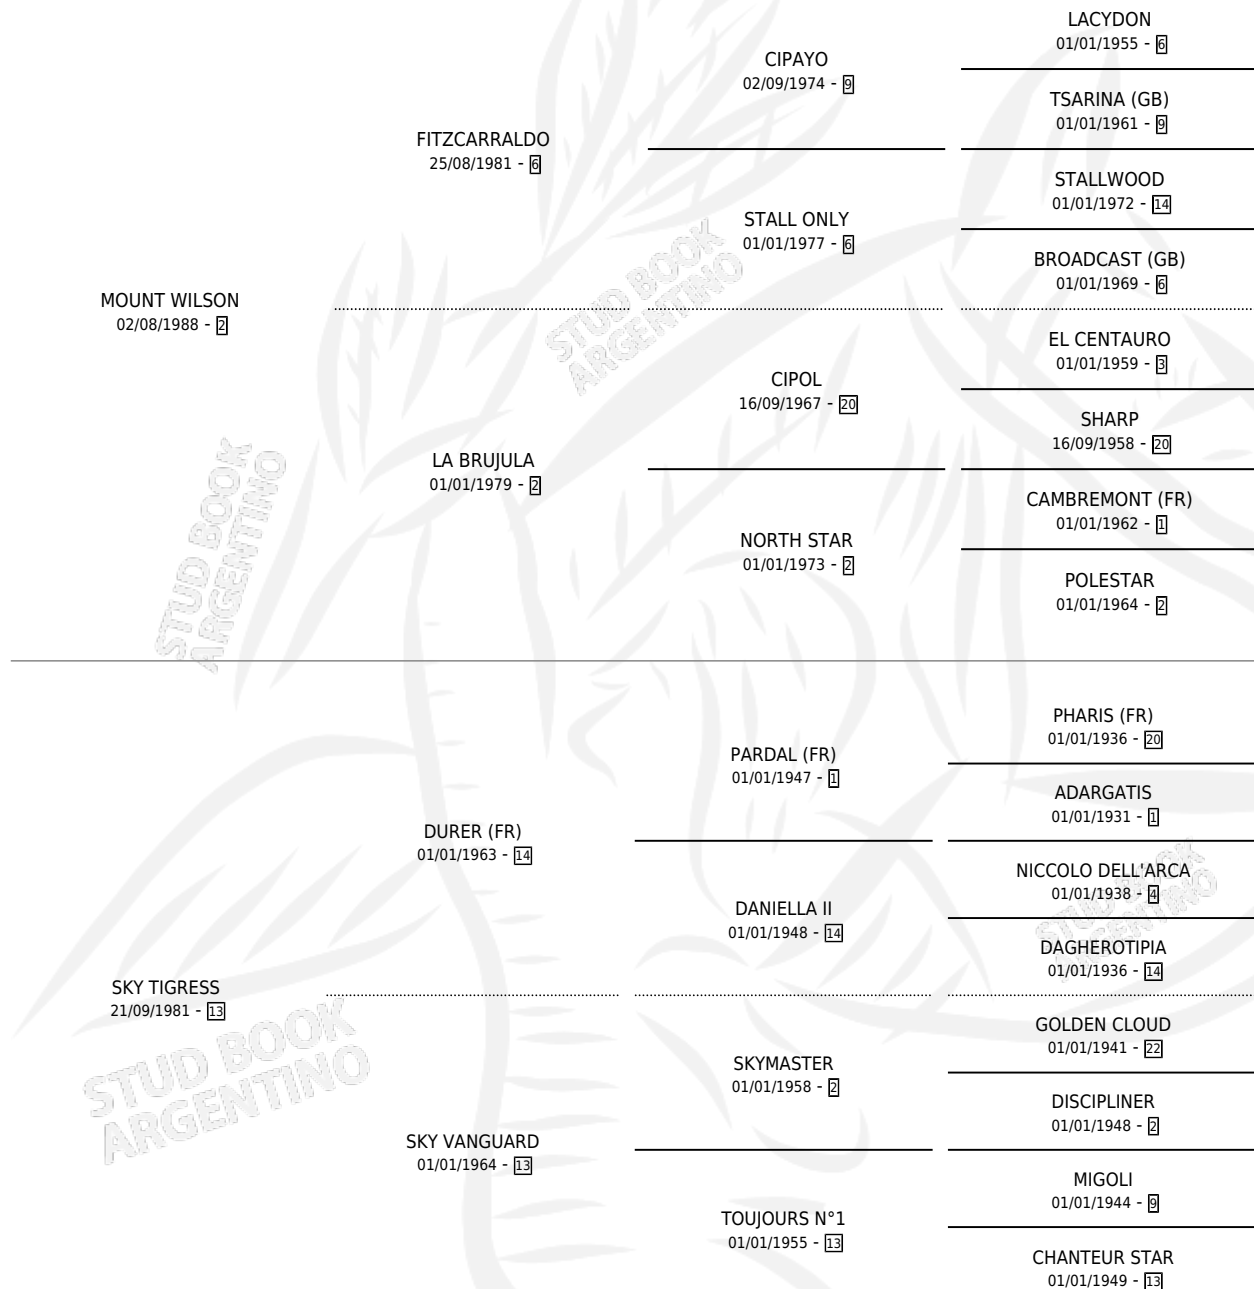 LACYDON
01/01/1955 - 6
CIPAYO
02/09/1974 - 9
TSARINA (GB)
01/01/1961 - 9
FITZCARRALDO
25/08/1981 - 6
STALLWOOD
01/01/1972 - 14
STALL ONLY
01/01/1977 - 6
BROADCAST (GB)
01/01/1969 - 6
MOUNT WILSON
02/08/1988 - 2
EL CENTAURO
01/01/1959 - 3
CIPOL
16/09/1967 - 20
SHARP
16/09/1958 - 20
LA BRUJULA
01/01/1979 - 2
CAMBREMONT (FR)
01/01/1962 - 1
NORTH STAR
01/01/1973 - 2
POLESTAR
01/01/1964 - 2
PHARIS (FR)
01/01/1936 - 20
PARDAL (FR)
01/01/1947 - 1
ADARGATIS
01/01/1931 - 1
DURER (FR)
01/01/1963 - 14
NICCOLO DELL'ARCA
01/01/1938 - 4
DANIELLA II
01/01/1948 - 14
DAGHEROTIPIA
01/01/1936 - 14
SKY TIGRESS
21/09/1981 - 13
GOLDEN CLOUD
01/01/1941 - 22
SKYMASTER
01/01/1958 - 2
DISCIPLINER
01/01/1948 - 2
SKY VANGUARD
01/01/1964 - 13
MIGOLI
01/01/1944 - 9
TOUJOURS N°1
01/01/1955 - 13
CHANTEUR STAR
01/01/1949 - 13
STUD BOOK
ARGENTINO
STUD BOOK
ARGENTINO
STUD BOOK
ARGENTINO
STUD BOOK
ARGENTINO